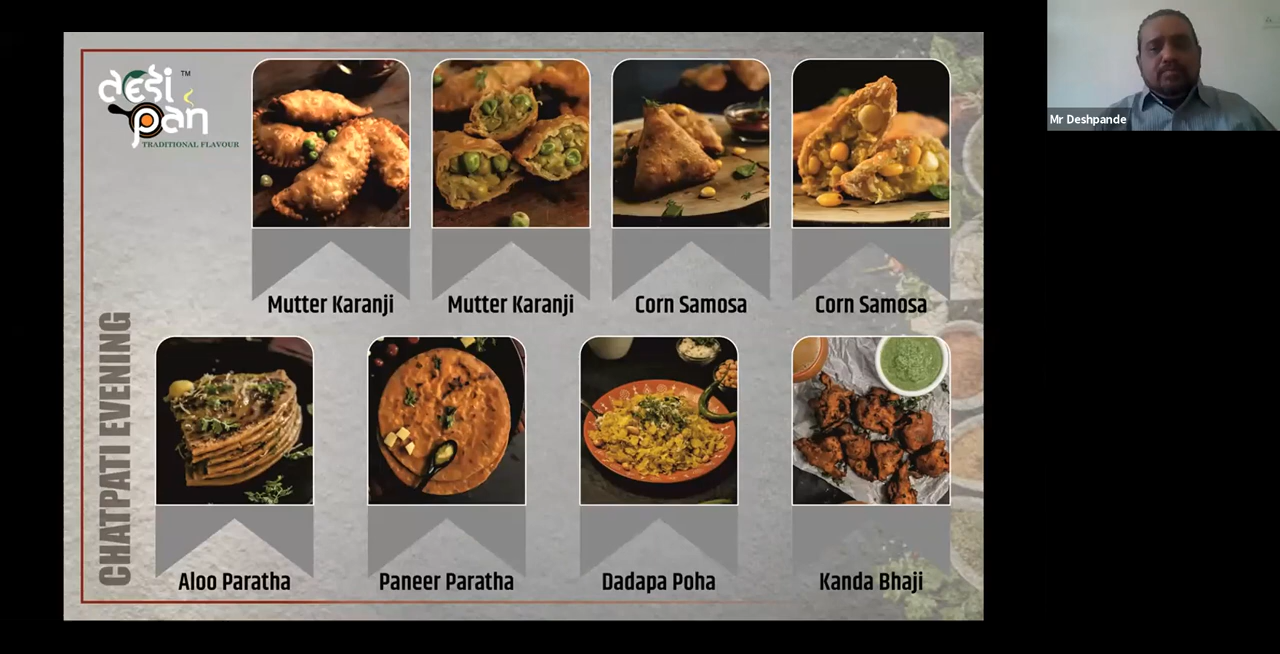 देसी TM
pan
TRADITIONAL FLAVOUR
Mr Deshpande
Mutter Karanji
Mutter Karanji
Corn Samosa
Corn Samosa
CHATPATI EVENING
Aloo Paratha
Paneer Paratha
Dadapa Poha
Kanda Bhaji